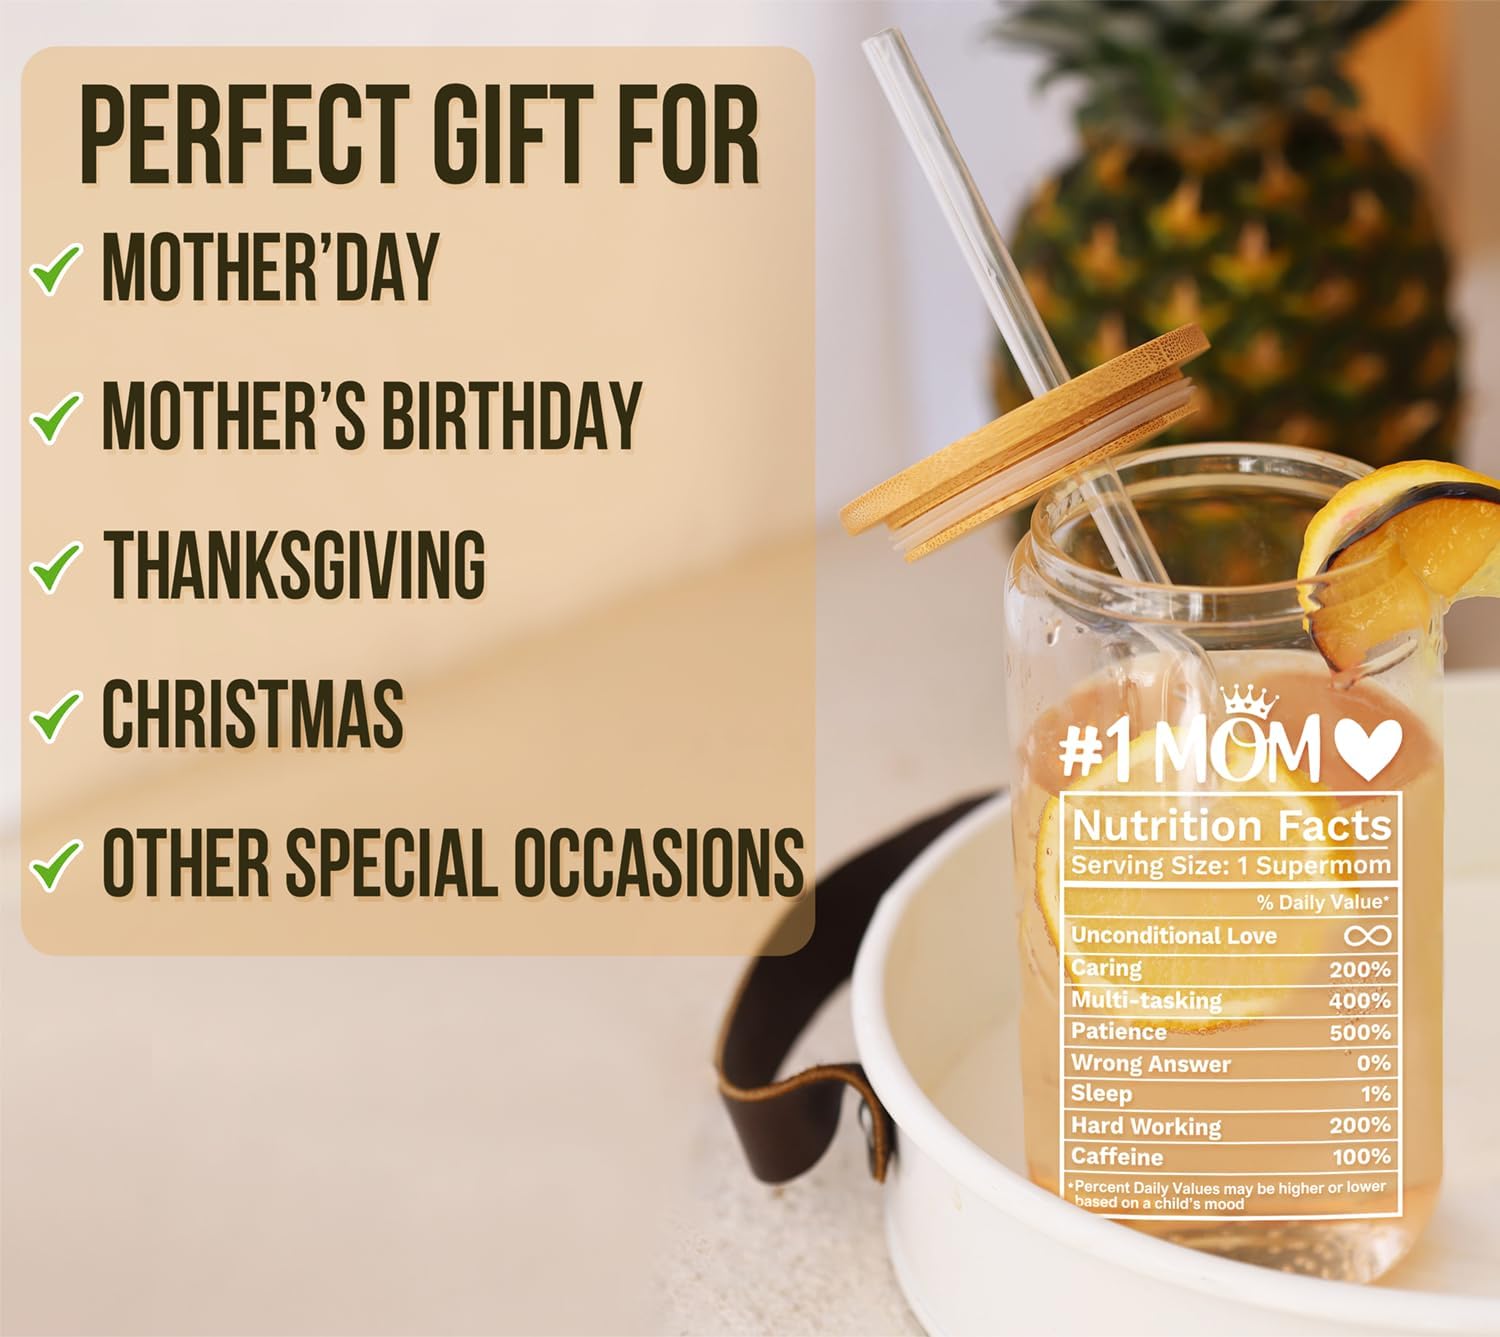 PERFECT GIFT FOR
MOTHER'DAY
MOTHER'S BIRTHDAY
THANKSGIVING
CHRISTMAS
OTHER SPECIAL OCCASIONS
#1 MOM
Nutrition Facts
Serving Size: 1 Supermom
% Daily Value*
Unconditional Love ∞
Caring 200%
Multi-tasking 400%
Patience 500%
Wrong Answer 0%
Sleep 1%
Hard Working 200%
Caffeine 100%
*Percent Daily Values may be higher or lower
based on a child's mood